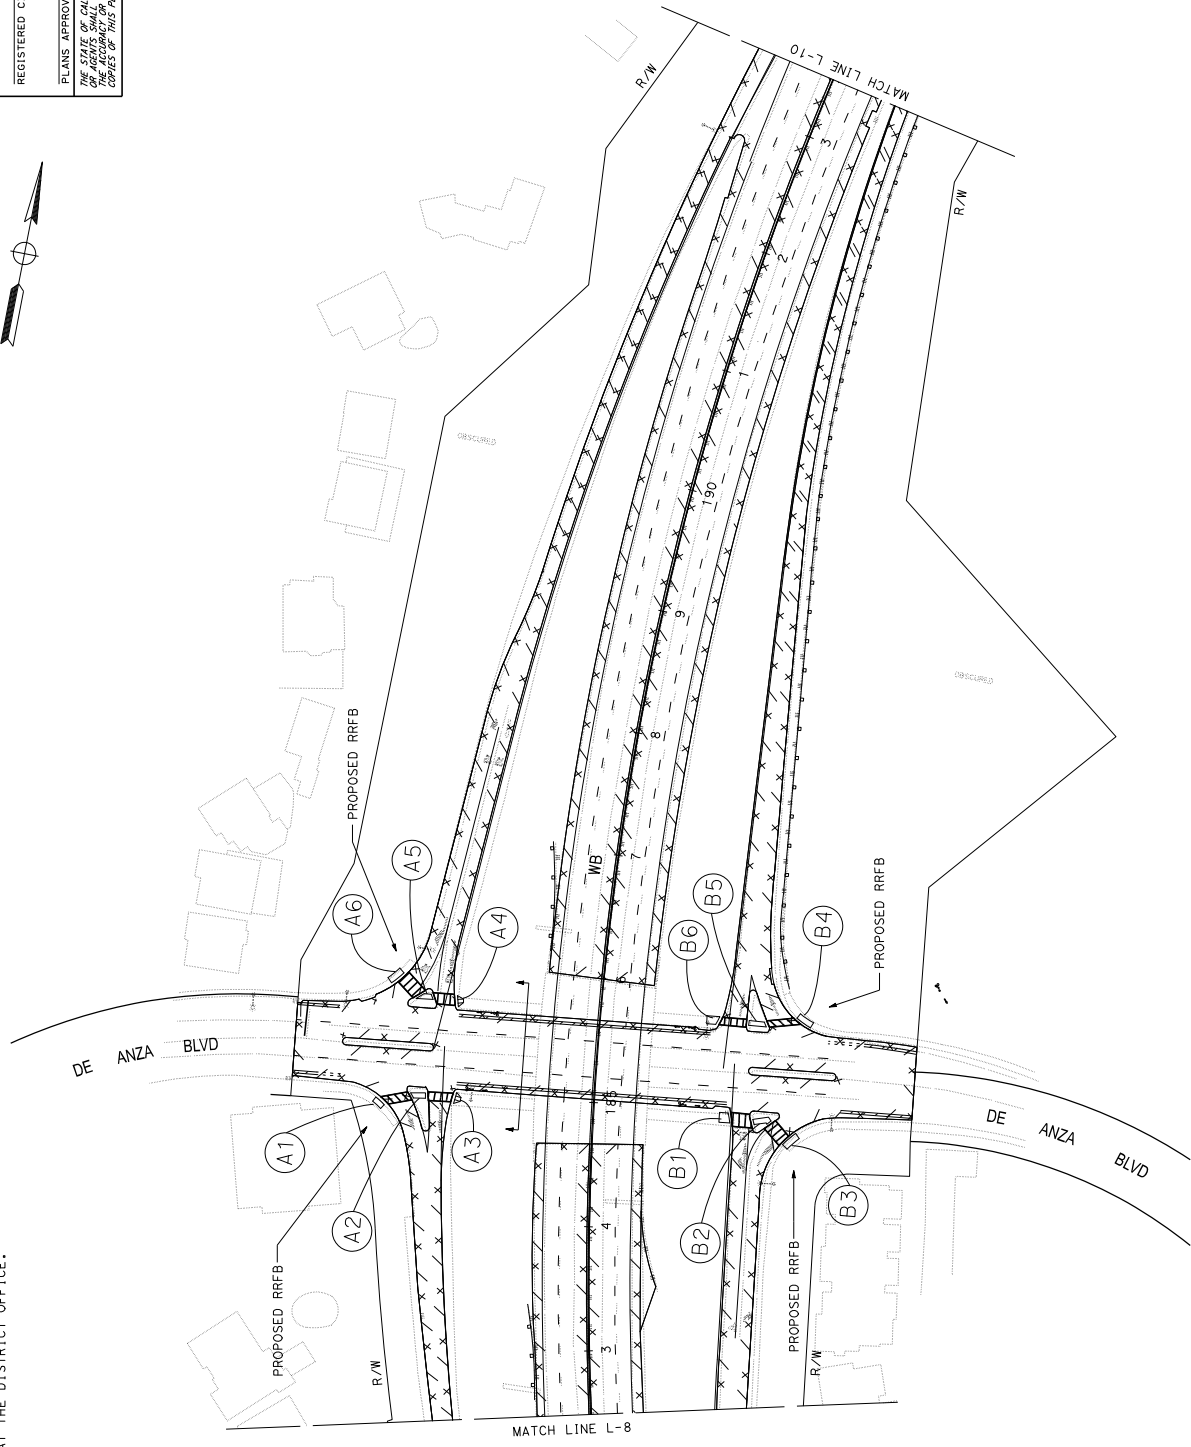 REGISTERED C
PLANS APPROV
THE STATE OF CAL
OR AGENTS SHALL
THE ACCURACY OR
COPIES OF THIS P
AT THE DISTRICT OFFICE.
MATCH LINE L-10
R/W
R/W
3
2
1
190
9
8
7
6
WB
185
4
3
OBSCURED
OBSCURED
PROPOSED RRFB
A5
A6
A4
B5
B6
B4
PROPOSED RRFB
DE ANZA BLVD
DE ANZA BLVD
A1
A2
A3
B1
B2
B3
PROPOSED RRFB
PROPOSED RRFB
R/W
R/W
MATCH LINE L-8